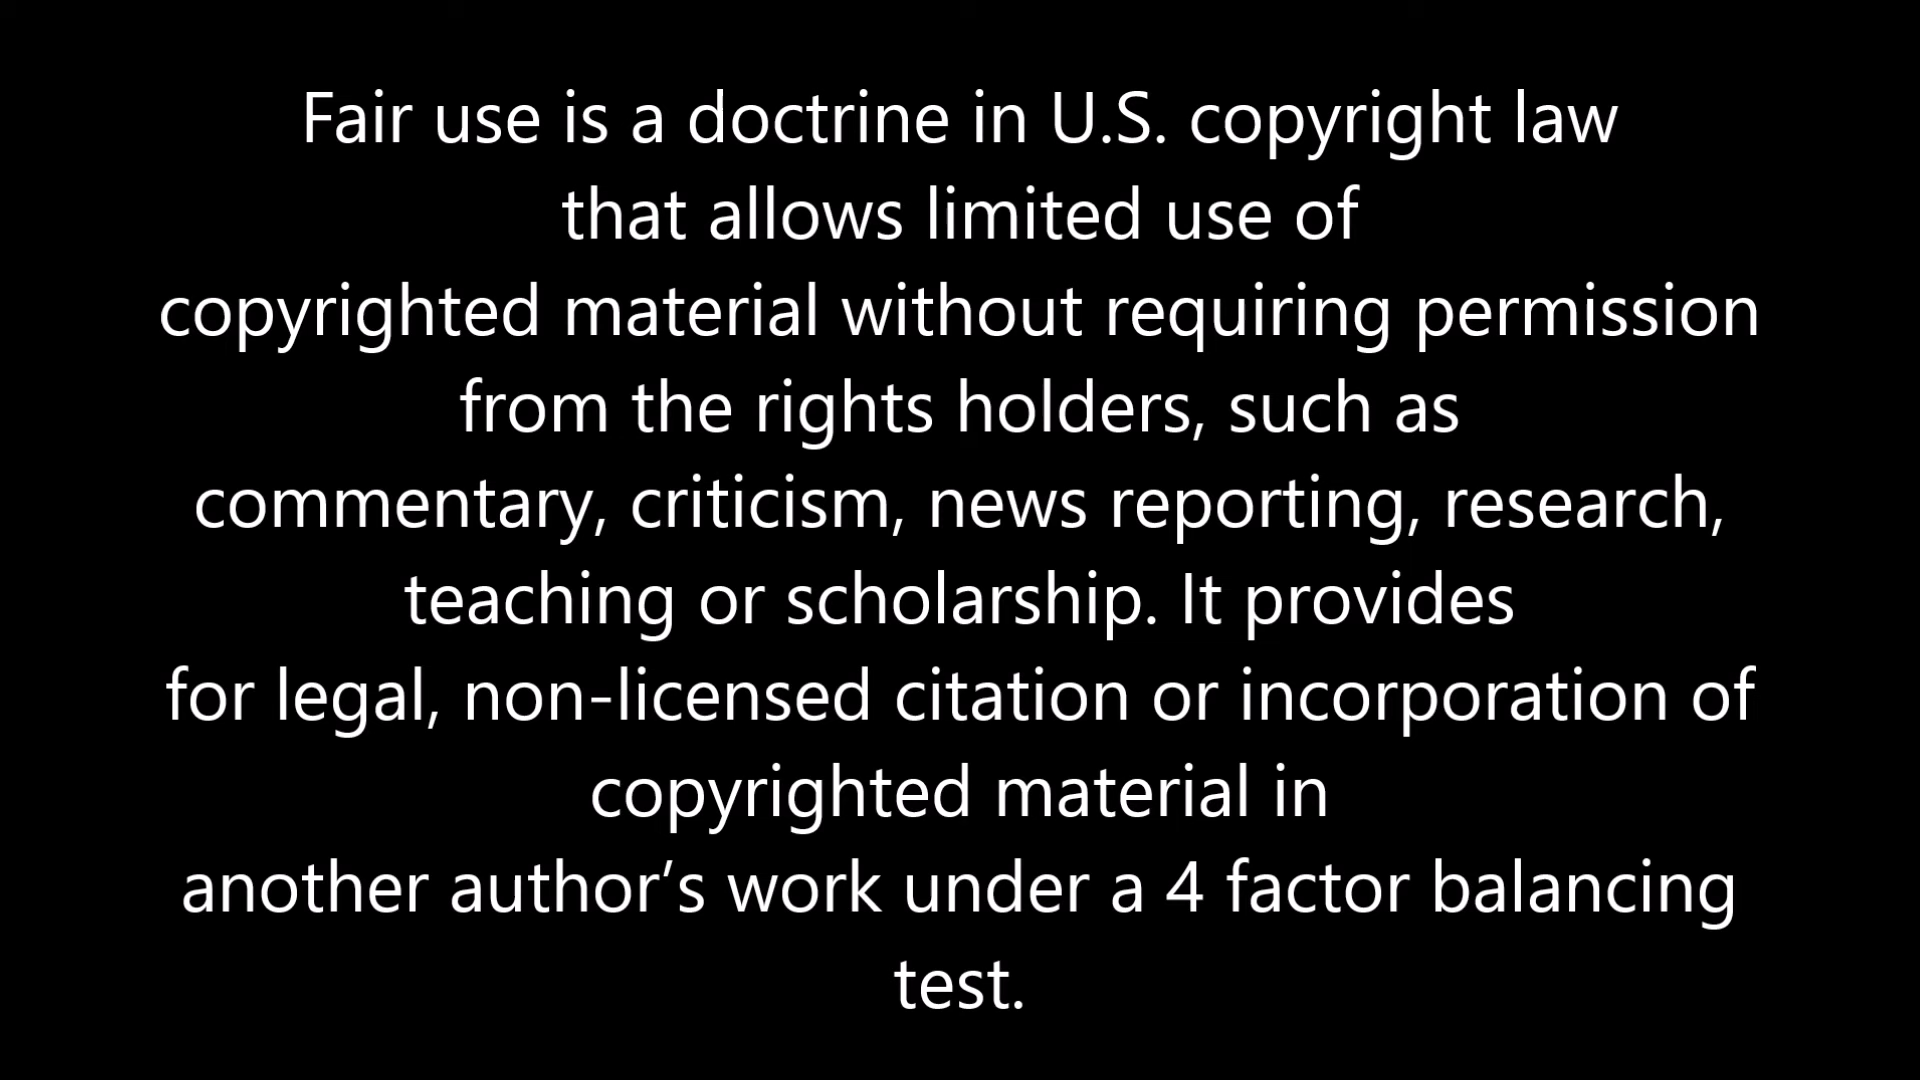 Fair use is a doctrine in U.S. copyright law
that allows limited use of
copyrighted material without requiring permission
from the rights holders, such as
commentary, criticism, news reporting, research,
teaching or scholarship. It provides
for legal, non-licensed citation or incorporation of
copyrighted material in
another author’s work under a 4 factor balancing
test.